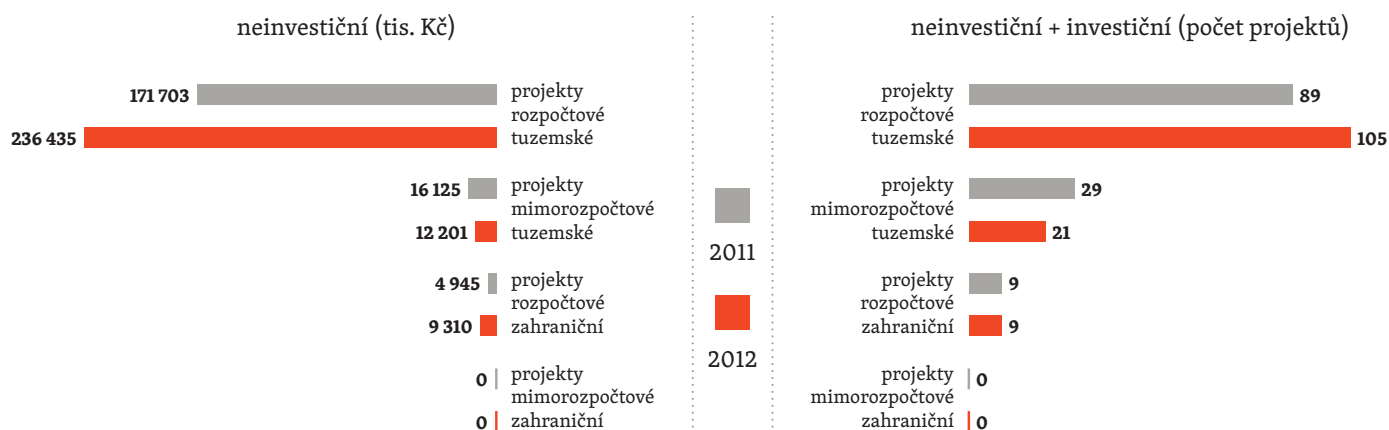 neinvestiční (tis. Kč)
171 703
236 435
projekty
rozpočtové
tuzemské
16 125
12 201
projekty
mimorozpočtové
tuzemské
4 945
9 310
projekty
rozpočtové
zahraniční
0
0
projekty
mimorozpočtové
zahraniční
2011
2012
neinvestiční + investiční (počet projektů)
projekty
rozpočtové
tuzemské
89
105
projekty
mimorozpočtové
tuzemské
29
21
projekty
rozpočtové
zahraniční
9
9
projekty
mimorozpočtové
zahraniční
0
0